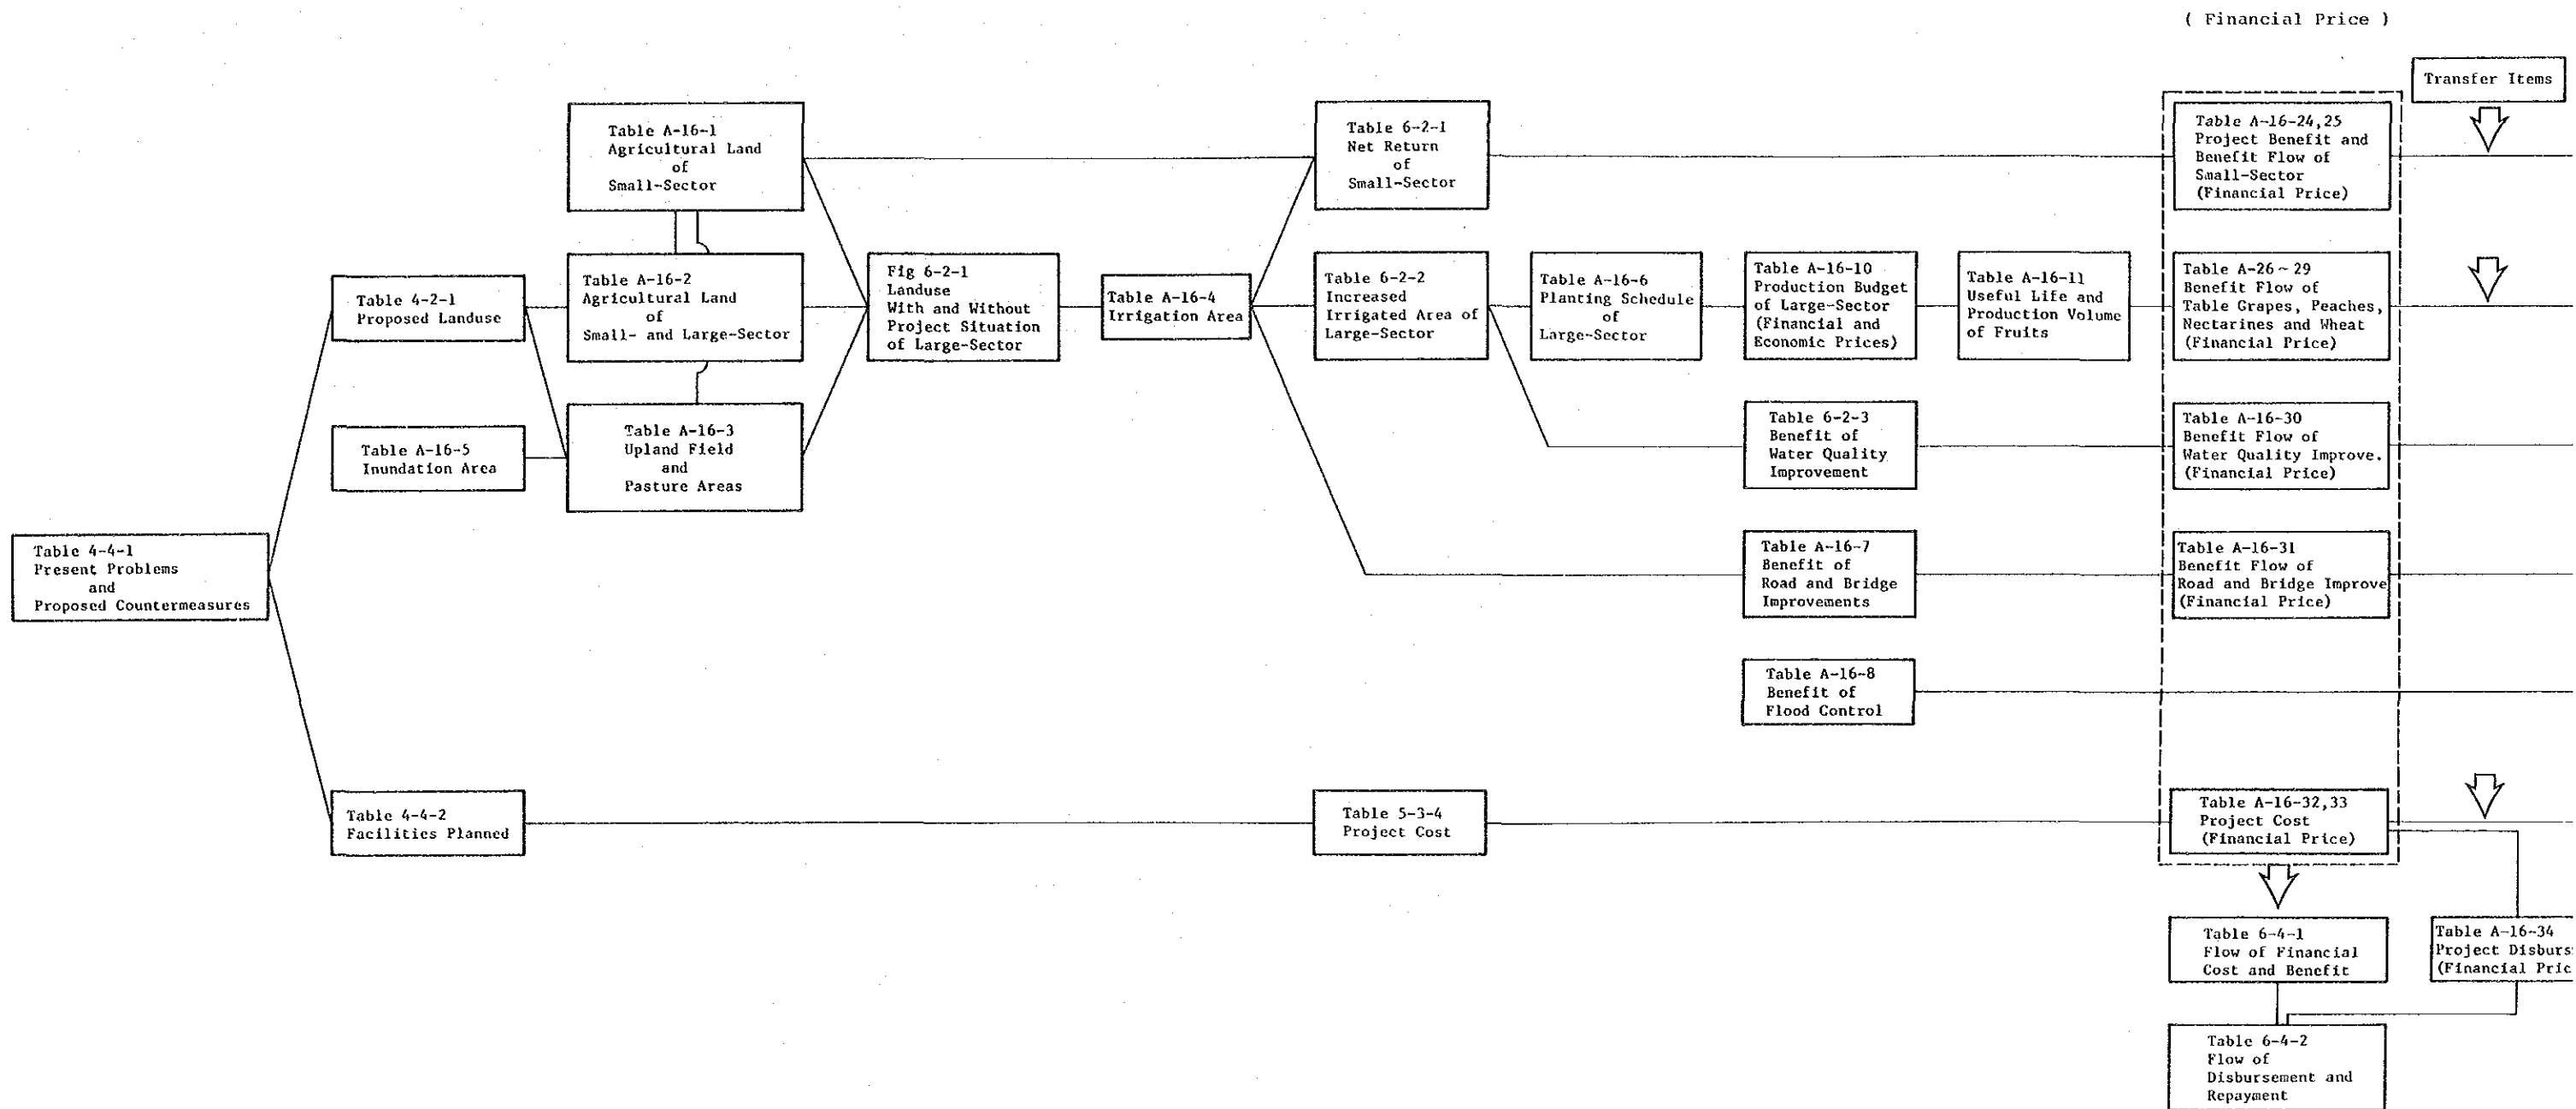 ( Financial Price )
Transfer Items
Table A-16-1
Agricultural Land
of
Small-Sector
Table 6-2-1
Net Return
of
Small-Sector
Table A-16-24,25
Project Benefit and
Benefit Flow of
Small-Sector
(Financial Price)
Table 4-2-1
Proposed Landuse
Table A-16-2
Agricultural Land
of
Small- and Large-Sector
Fig 6-2-1
Landuse
With and Without
Project Situation
of Large-Sector
Table A-16-4
Irrigation Area
Table 6-2-2
Increased
Irrigated Area of
Large-Sector
Table A-16-6
Planting Schedule
of
Large-Sector
Table A-16-10
Production Budget
of Large-Sector
(Financial and
Economic Prices)
Table A-16-11
Useful Life and
Production Volume
of Fruits
Table A-26 ~ 29
Benefit Flow of
Table Grapes, Peaches,
Nectarines and Wheat
(Financial Price)
Table A-16-5
Inundation Area
Table A-16-3
Upland Field
and
Pasture Areas
Table 6-2-3
Benefit of
Water Quality
Improvement
Table A-16-30
Benefit Flow of
Water Quality Improve.
(Financial Price)
Table 4-4-1
Present Problems
and
Proposed Countermeasures
Table A-16-7
Benefit of
Road and Bridge
Improvements
Table A-16-31
Benefit Flow of
Road and Bridge Improve
(Financial Price)
Table A-16-8
Benefit of
Flood Control
Table 4-4-2
Facilities Planned
Table 5-3-4
Project Cost
Table A-16-32,33
Project Cost
(Financial Price)
Table 6-4-1
Flow of Financial
Cost and Benefit
Table A-16-34
Project Disburs
(Financial Pric
Table 6-4-2
Flow of
Disbursement and
Repayment